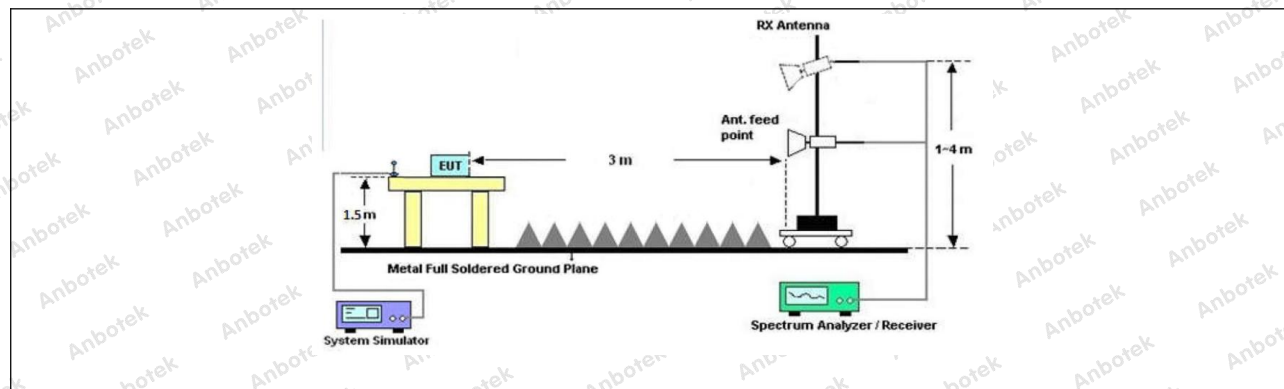 RX Antenna
Ant. feed
point
EUT
3 m
1~4 m
1.5 m
Metal Full Soldered Ground Plane
System Simulator
Spectrum Analyzer / Receiver
Anbotek